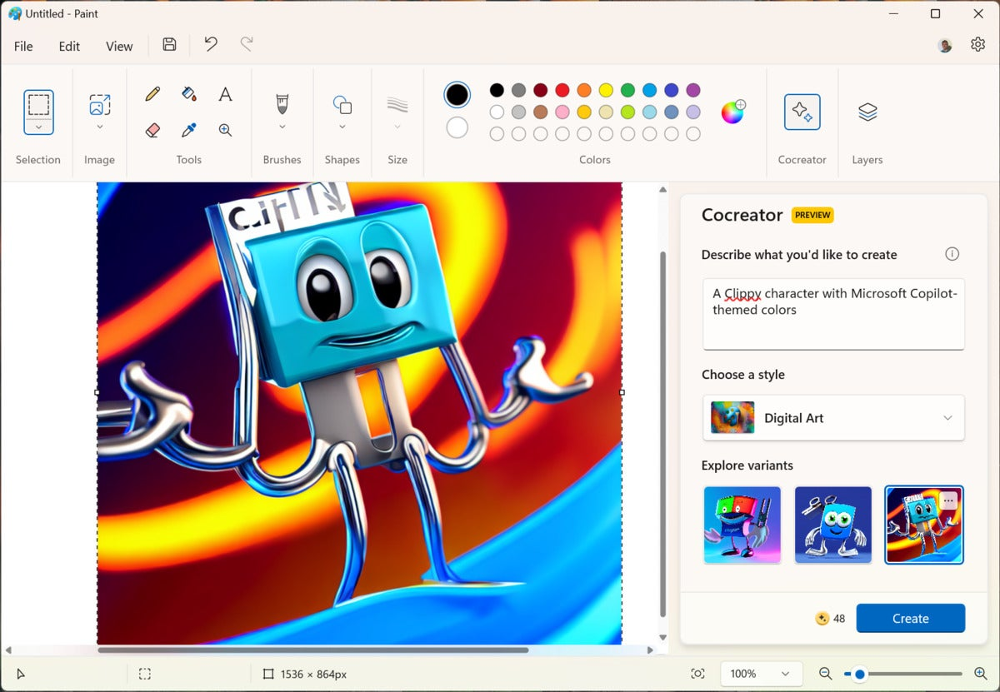 Untitled - Paint
File Edit View
A
Selection Image Tools Brushes Shapes Size Colors Cocreator Layers
Cocreator PREVIEW
Describe what you'd like to create
A Clippy character with Microsoft Copilot-
themed colors
Choose a style
Digital Art
Explore variants
48 Create
1536 × 864px 100%